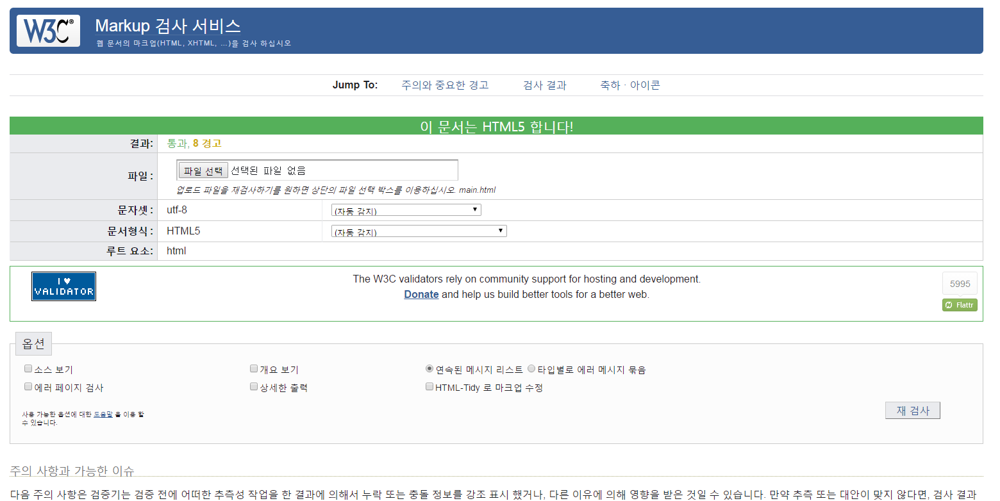 W3C®
Markup 검사 서비스
웹 문서의 마크업(HTML, XHTML, ...)을 검사 하십시오
Jump To: 주의와 중요한 경고 검사 결과 축하 · 아이콘
이 문서는 HTML5 합니다!
결과: 통과, 8 경고
파일 : 파일 선택 선택된 파일 없음
업로드 파일을 재검사하기를 원하면 상단의 파일 선택 박스를 이용하십시오. main.html
문자셋 : utf-8 (자동 감지)
문서형식 : HTML5 (자동 감지)
루트 요소: html
I ♥
VALIDATOR
The W3C validators rely on community support for hosting and development.
Donate and help us build better tools for a better web.
5995
Flattr
옵션
소스 보기 개요 보기 연속된 메시지 리스트 타입별로 에러 메시지 묶음
에러 페이지 검사 상세한 출력 HTML-Tidy 로 마크업 수정
사용 가능한 옵션에 대한 도움말 을 이용 할
수 있습니다.
재 검사
주의 사항과 가능한 이슈
다음 주의 사항은 검증기는 검증 전에 어떠한 추측성 작업을 한 결과에 의해서 누락 또는 충돌 정보를 강조 표시 했거나, 다른 이유에 의해 영향을 받은 것일 수 있습니다. 만약 추측 또는 대안이 맞지 않다면, 검사 결과